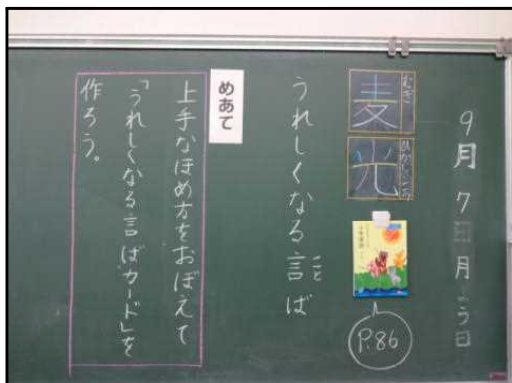 9月7日月よう日
むぎ
麦
光
P.86
うれしくなる言ば
こと
めあて
上手なほめ方をおぼえて
「うれしくなる言ばカード」を
作ろう。